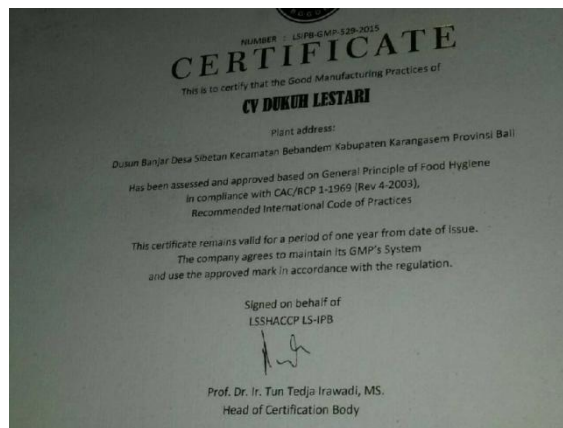 NUMBER : LSIPB-GMP-529-2015
CERTIFICATE
This is to certify that the Good Manufacturing Practices of
CV DUKUH LESTARI
Plant address:
Dusun Banjar Desa Sibetan Kecamatan Bebandem Kabupaten Karangasem Provinsi Bali
Has been assessed and approved based on General Principle of Food Hygiene
in compliance with CAC/RCP 1-1969 (Rev 4-2003),
Recommended International Code of Practices
This certificate remains valid for a period of one year from date of issue.
The company agrees to maintain its GMP's System
and use the approved mark in accordance with the regulation.
Signed on behalf of
LSSHACCP LS-IPB
Prof. Dr. Ir. Tun Tedja Irawadi, MS.
Head of Certification Body